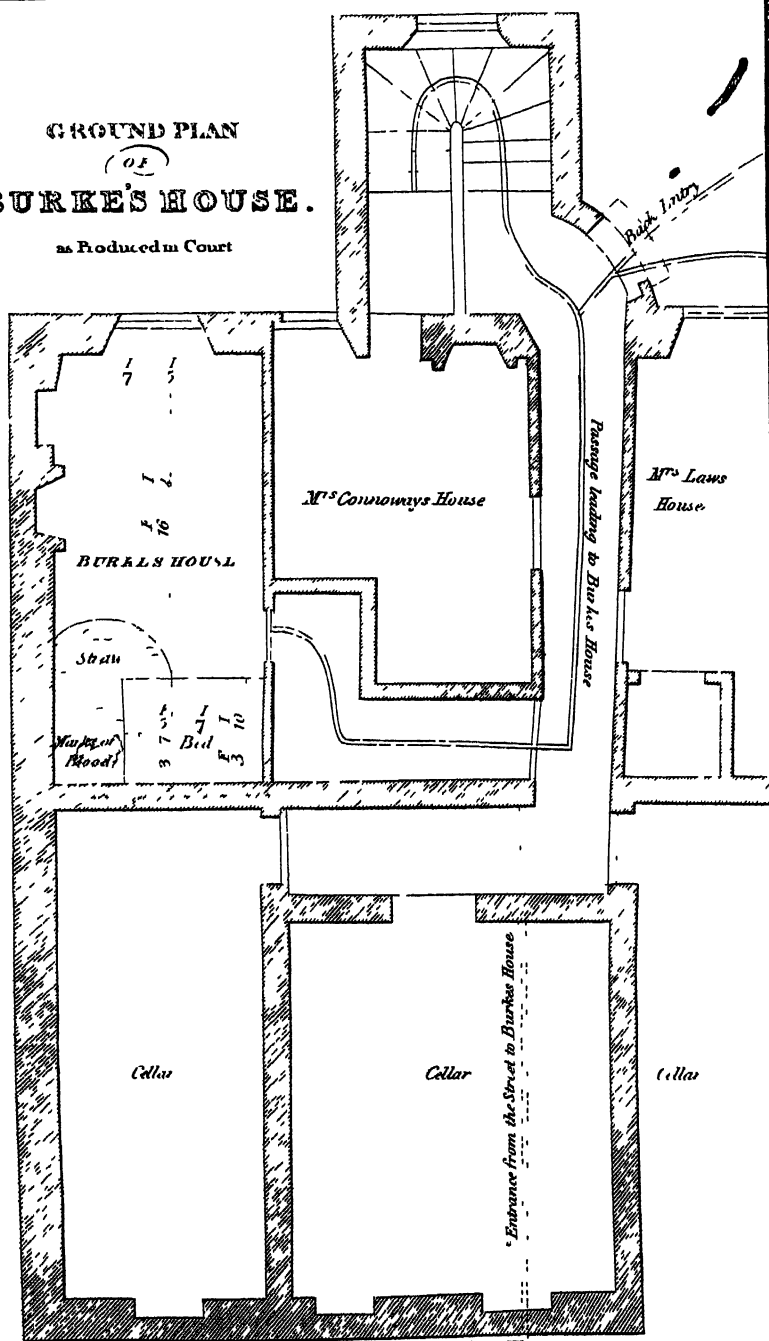 GROUND PLAN
OF
BURKE'S HOUSE.
as Produced in Court
Back Entry
Passage leading to Burkes House
Mrs Connoways House
Mrs Laws
House
BURKES HOUSE
Straw
Marks of
Blood
Bed
Cellar
Cellar
Cellar
Entrance from the Street to Burkes House